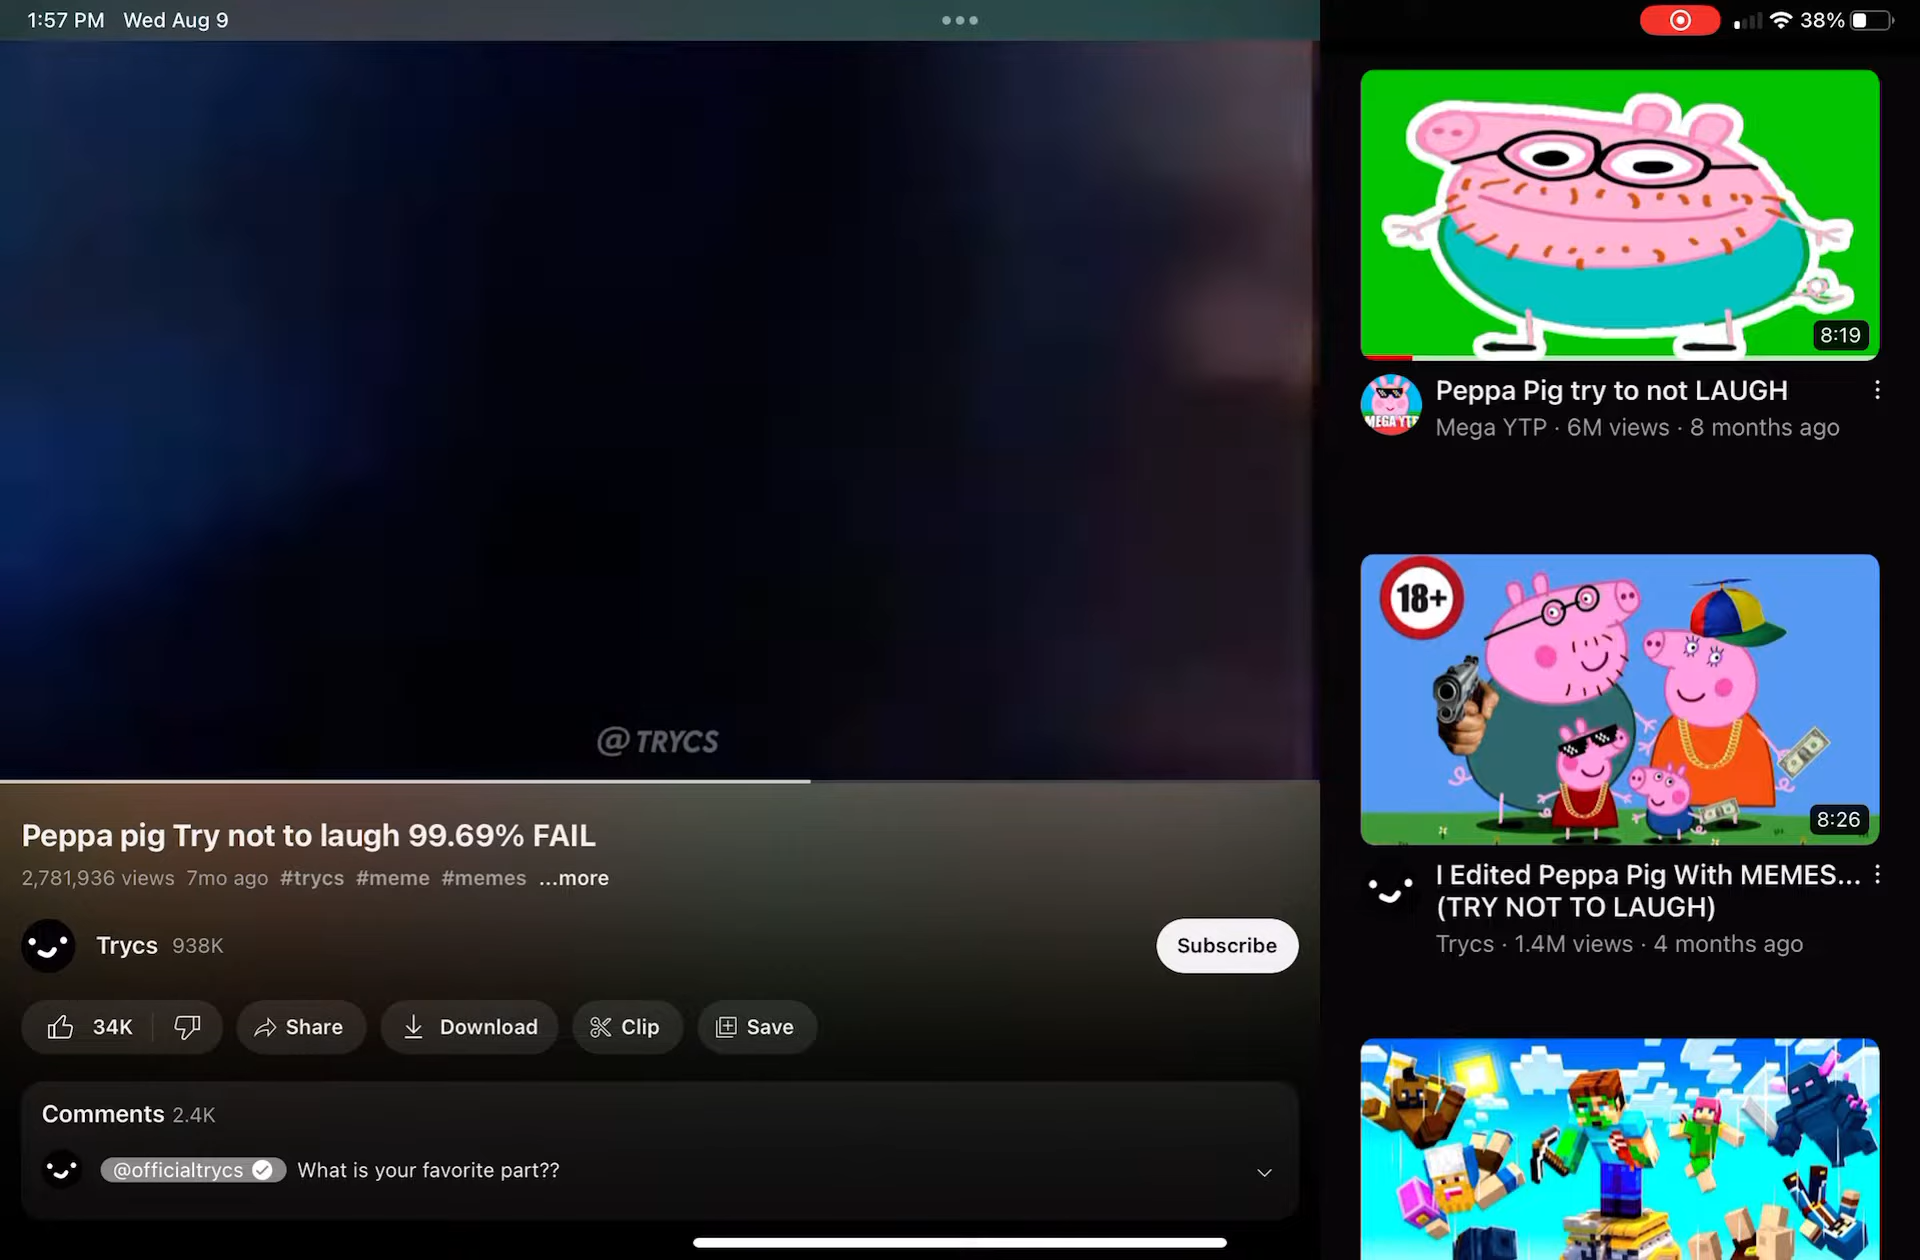 1:57 PM Wed Aug 9
38%
@TRYCS
Peppa pig Try not to laugh 99.69% FAIL
2,781,936 views 7mo ago #trycs #meme #memes ...more
Trycs 938K
Subscribe
34K
Share
Download
Clip
Save
Comments 2.4K
@officialtrycs What is your favorite part??
8:19
MEGA YTP
Peppa Pig try to not LAUGH
Mega YTP · 6M views · 8 months ago
18+
8:26
I Edited Peppa Pig With MEMES...
(TRY NOT TO LAUGH)
Trycs · 1.4M views · 4 months ago